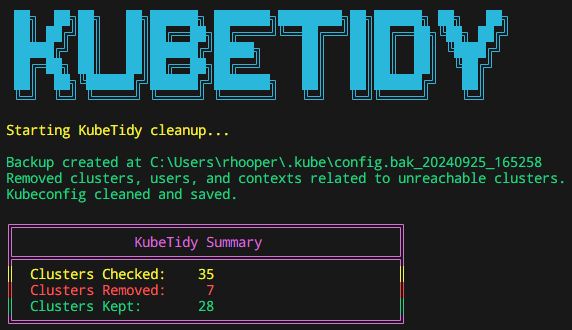 KUBETIDY
Starting KubeTidy cleanup...
Backup created at C:\Users\rhooper\.kube\config.bak_20240925_165258
Removed clusters, users, and contexts related to unreachable clusters.
Kubeconfig cleaned and saved.
KubeTidy Summary
Clusters Checked: 35
Clusters Removed: 7
Clusters Kept: 28